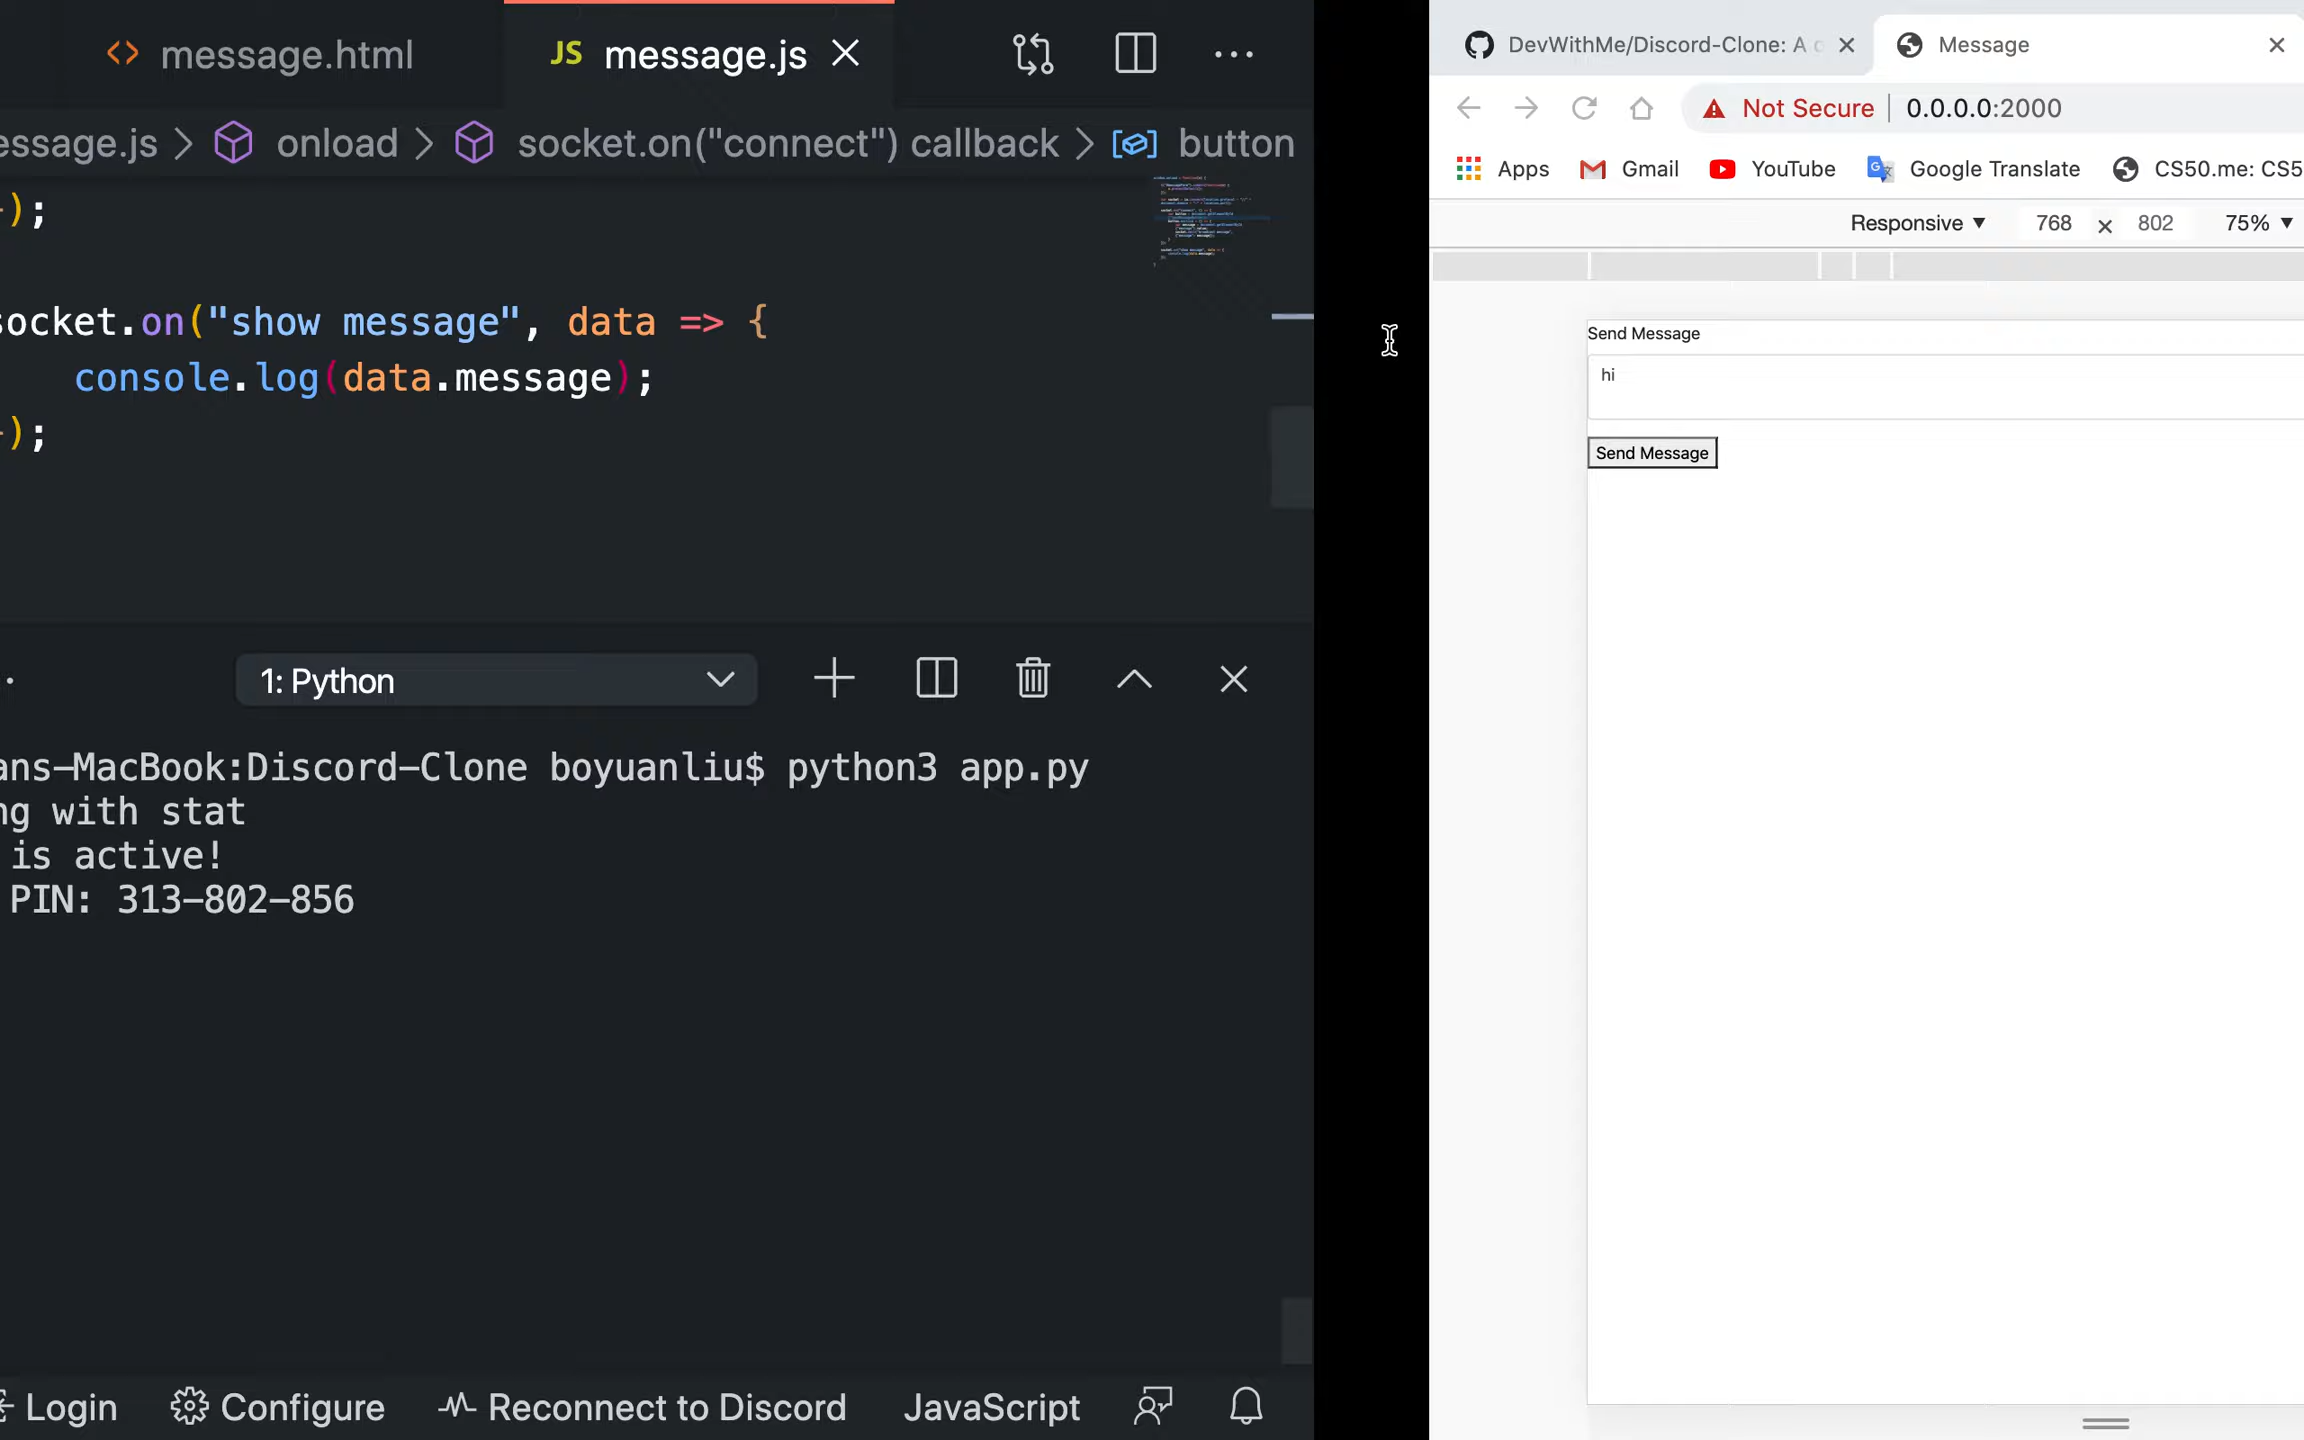 message.html
JS message.js
essage.js > onload > socket.on("connect") callback > button
});
socket.on("show message", data => {
console.log(data.message);
});
1: Python
ans-MacBook:Discord-Clone boyuanliu$ python3 app.py
ng with stat
is active!
PIN: 313-802-856
Login Configure Reconnect to Discord JavaScript
DevWithMe/Discord-Clone: A
Message
Not Secure | 0.0.0.0:2000
Apps Gmail YouTube Google Translate CS50.me: CS5
Responsive 768 × 802 75%
Send Message
hi
Send Message